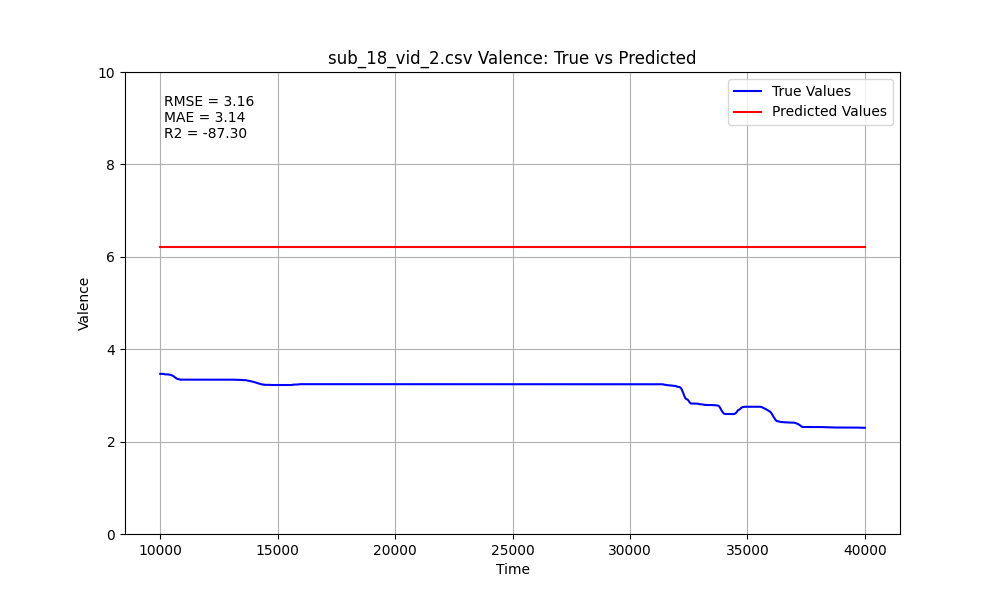 sub_18_vid_2.csv Valence: True vs Predicted
10
RMSE = 3.16
MAE = 3.14
R2 = -87.30
True Values
Predicted Values
8
6
4
2
0
Valence
10000 15000 20000 25000 30000 35000 40000
Time